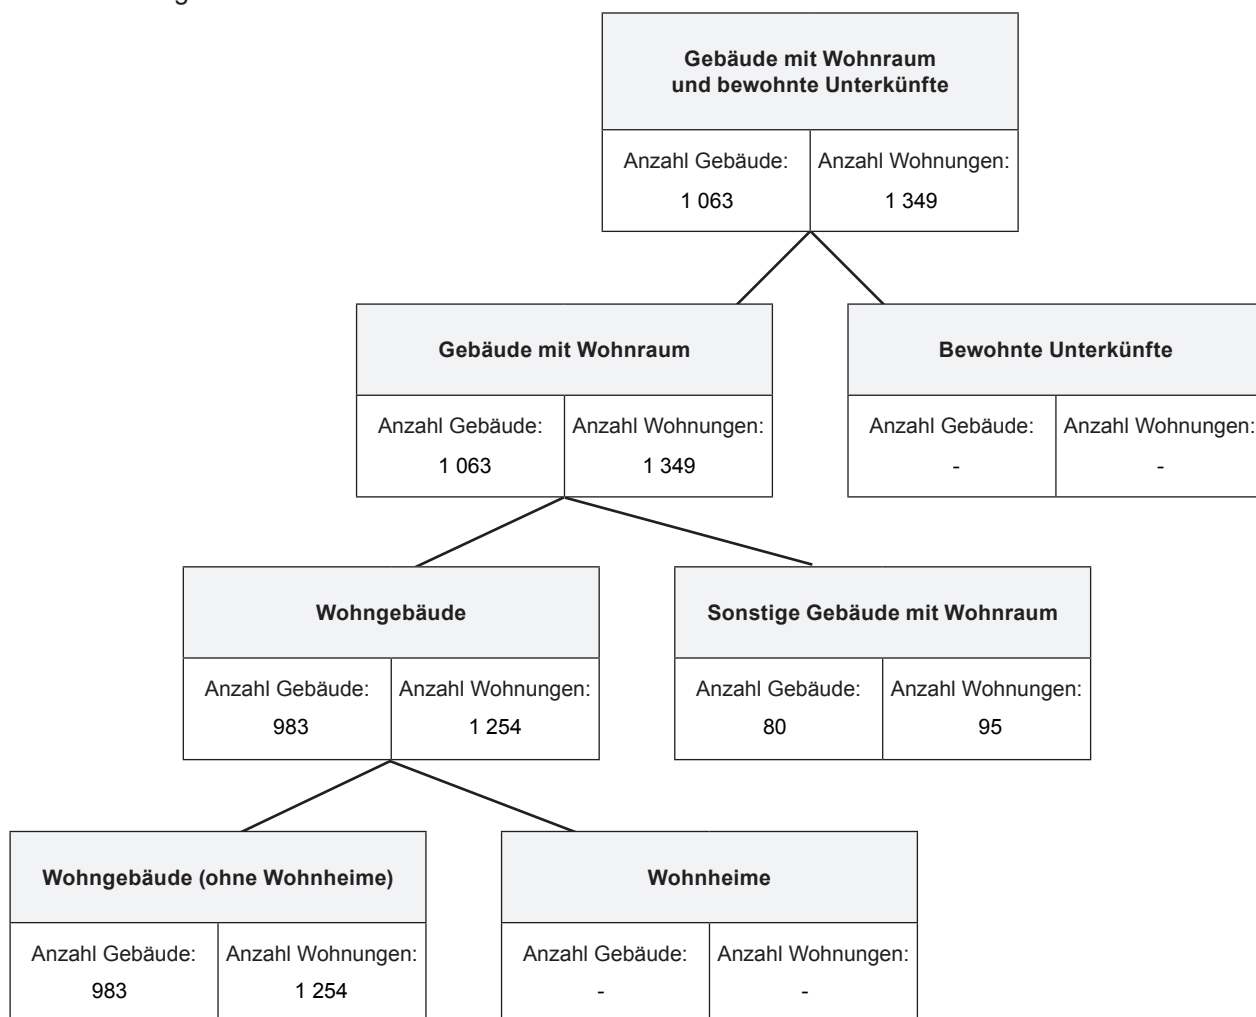 Gebäude mit Wohnraum
und bewohnte Unterkünfte
Anzahl Gebäude: Anzahl Wohnungen:
1 063 1 349
Gebäude mit Wohnraum
Anzahl Gebäude: Anzahl Wohnungen:
1 063 1 349
Bewohnte Unterkünfte
Anzahl Gebäude: Anzahl Wohnungen:
- -
Wohngebäude
Anzahl Gebäude: Anzahl Wohnungen:
983 1 254
Sonstige Gebäude mit Wohnraum
Anzahl Gebäude: Anzahl Wohnungen:
80 95
Wohngebäude (ohne Wohnheime)
Anzahl Gebäude: Anzahl Wohnungen:
983 1 254
Wohnheime
Anzahl Gebäude: Anzahl Wohnungen:
- -